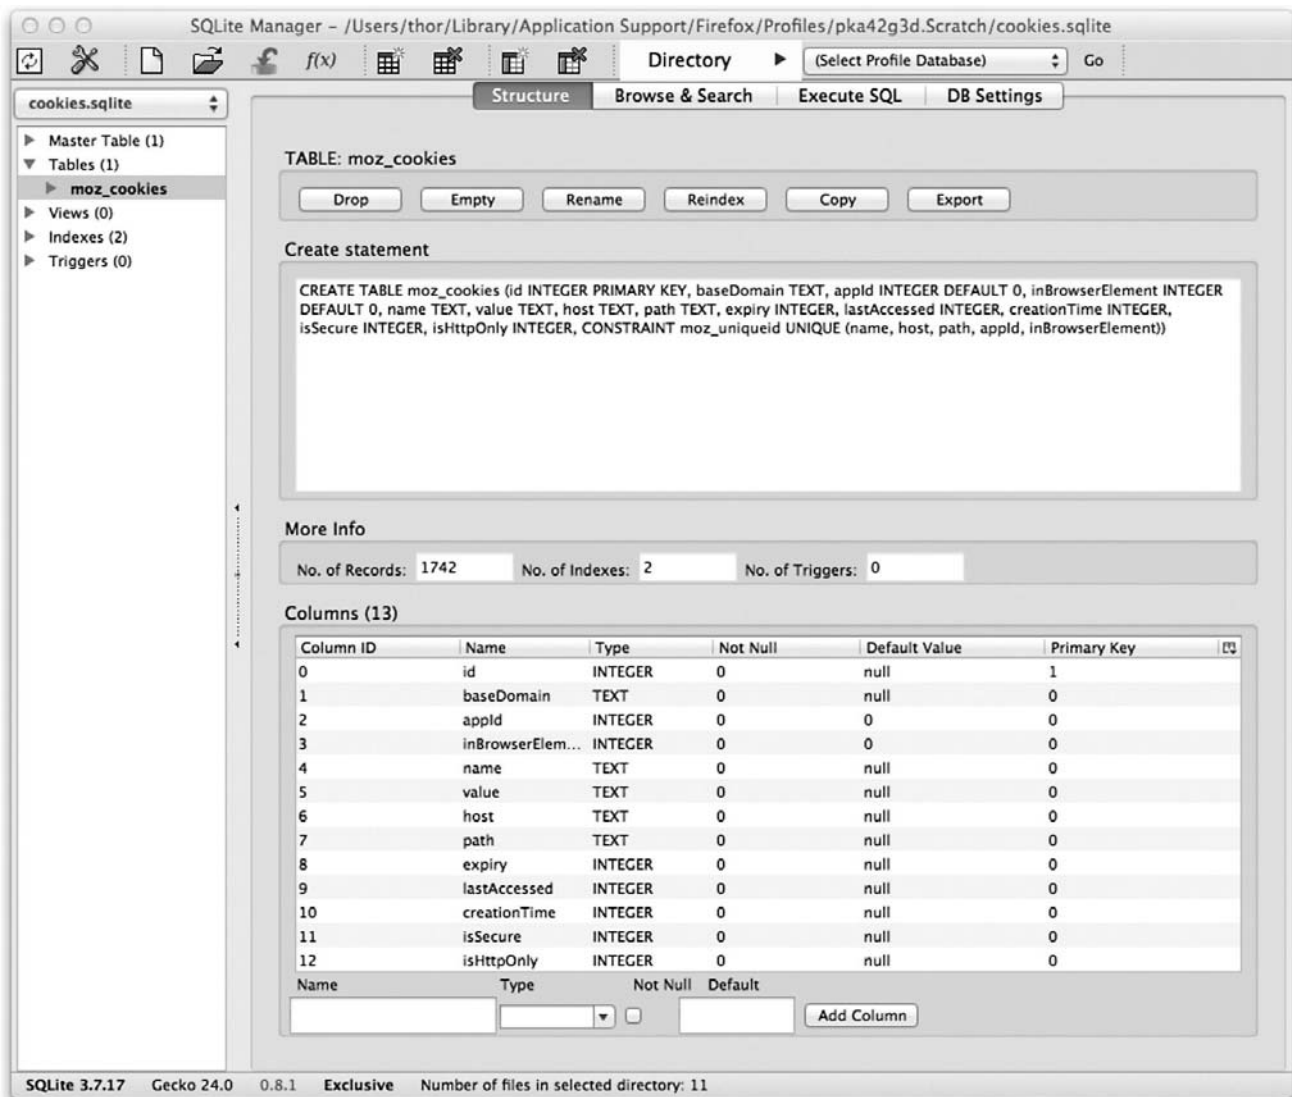 SQLite Manager – /Users/thor/Library/Application Support/Firefox/Profiles/pka42g3d.Scratch/cookies.sqlite
f(x) Directory (Select Profile Database) Go
cookies.sqlite
Structure Browse & Search Execute SQL DB Settings
Master Table (1)
Tables (1)
moz_cookies
Views (0)
Indexes (2)
Triggers (0)
TABLE: moz_cookies
Drop Empty Rename Reindex Copy Export
Create statement
CREATE TABLE moz_cookies (id INTEGER PRIMARY KEY, baseDomain TEXT, appId INTEGER DEFAULT 0, inBrowserElement INTEGER
DEFAULT 0, name TEXT, value TEXT, host TEXT, path TEXT, expiry INTEGER, lastAccessed INTEGER, creationTime INTEGER,
isSecure INTEGER, isHttpOnly INTEGER, CONSTRAINT moz_uniqueid UNIQUE (name, host, path, appId, inBrowserElement))
More Info
No. of Records: 1742 No. of Indexes: 2 No. of Triggers: 0
Columns (13)
Column ID Name Type Not Null Default Value Primary Key
0 id INTEGER 0 null 1
1 baseDomain TEXT 0 null 0
2 appId INTEGER 0 0 0
3 inBrowserElem... INTEGER 0 0 0
4 name TEXT 0 null 0
5 value TEXT 0 null 0
6 host TEXT 0 null 0
7 path TEXT 0 null 0
8 expiry INTEGER 0 null 0
9 lastAccessed INTEGER 0 null 0
10 creationTime INTEGER 0 null 0
11 isSecure INTEGER 0 null 0
12 isHttpOnly INTEGER 0 null 0
Name Type Not Null Default
Add Column
SQLite 3.7.17 Gecko 24.0 0.8.1 Exclusive Number of files in selected directory: 11